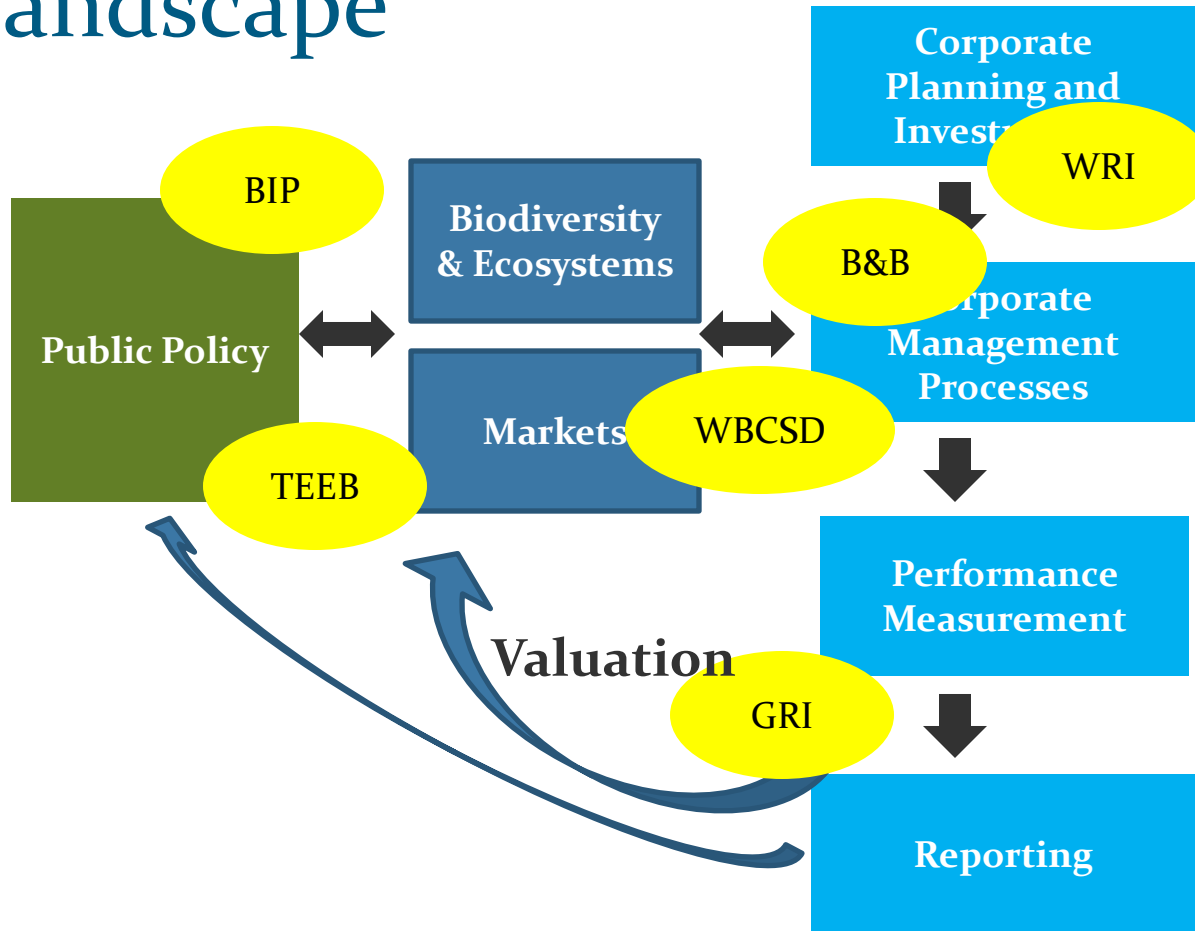 andscape
Corporate
Planning and
Invest
WRI
BIP
Biodiversity
& Ecosystems
B&B
Public Policy
rporate
Management
Processes
Markets
WBCSD
TEEB
Performance
Measurement
Valuation
GRI
Reporting